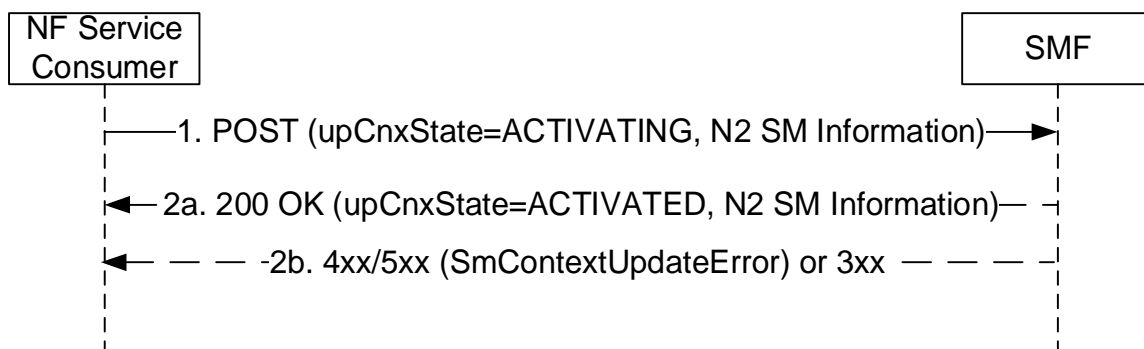 NF Service
Consumer
SMF
1. POST (upCnxState=ACTIVATING, N2 SM Information)
2a. 200 OK (upCnxState=ACTIVATED, N2 SM Information)
2b. 4xx/5xx (SmContextUpdateError) or 3xx